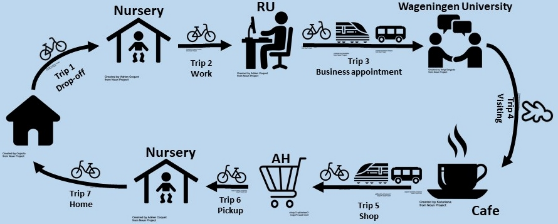 Nursery
RU
Wageningen University
Trip 1
Drop-off
Trip 2
Work
Trip 3
Business appointment
Trip 4
Visiting
Cafe
Trip 5
Shop
AH
Trip 6
Pickup
Nursery
Trip 7
Home